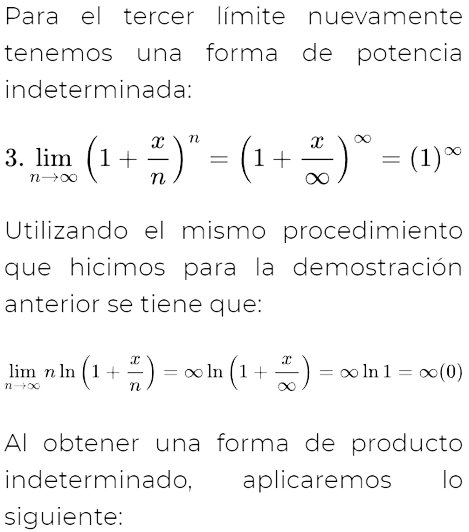 Para el tercer límite nuevamente
tenemos una forma de potencia
indeterminada:
3. lim_{n→∞} (1 + x/n)^n = (1 + x/∞)^∞ = (1)^∞
Utilizando el mismo procedimiento
que hicimos para la demostración
anterior se tiene que:
lim_{n→∞} n ln (1 + x/n) = ∞ ln (1 + x/∞) = ∞ ln 1 = ∞(0)
Al obtener una forma de producto
indeterminado, aplicaremos lo
siguiente: